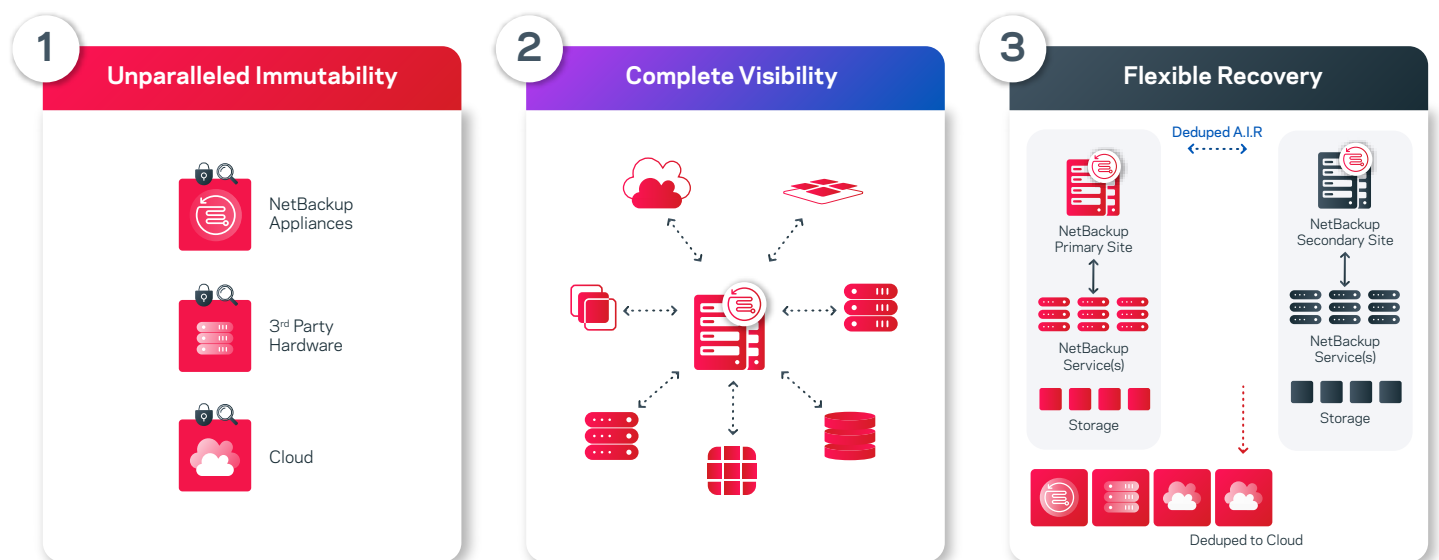 1
Unparalleled Immutability
NetBackup
Appliances
3rd Party
Hardware
Cloud
2
Complete Visibility
3
Flexible Recovery
Deduped A.I.R
NetBackup
Primary Site
NetBackup
Service(s)
Storage
NetBackup
Secondary Site
NetBackup
Service(s)
Storage
Deduped to Cloud